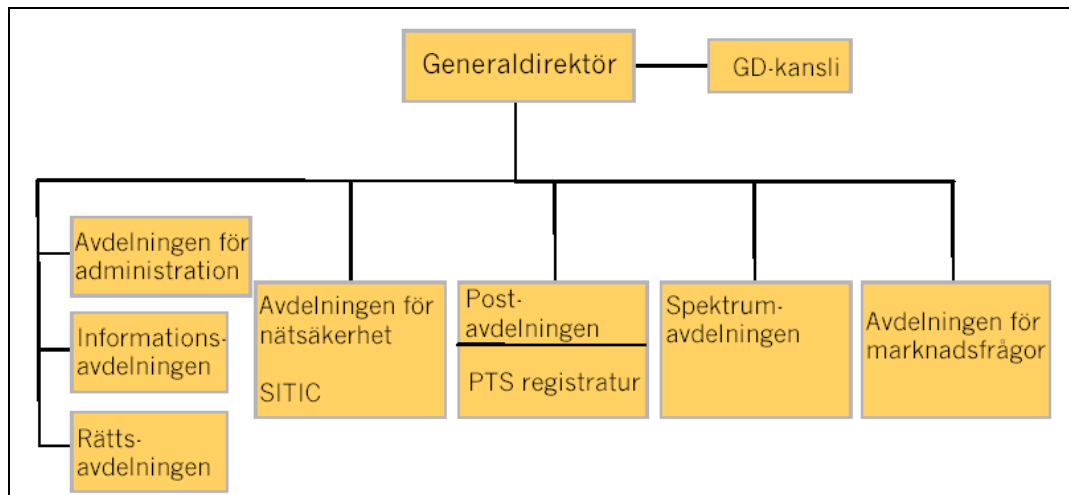 Generaldirektör
GD-kansli
Avdelningen för
administration
Informations-
avdelningen
Rätts-
avdelningen
Avdelningen för
nätsäkerhet
SITIC
Post-
avdelningen
PTS registratur
Spektrum-
avdelningen
Avdelningen för
marknadsfrågor